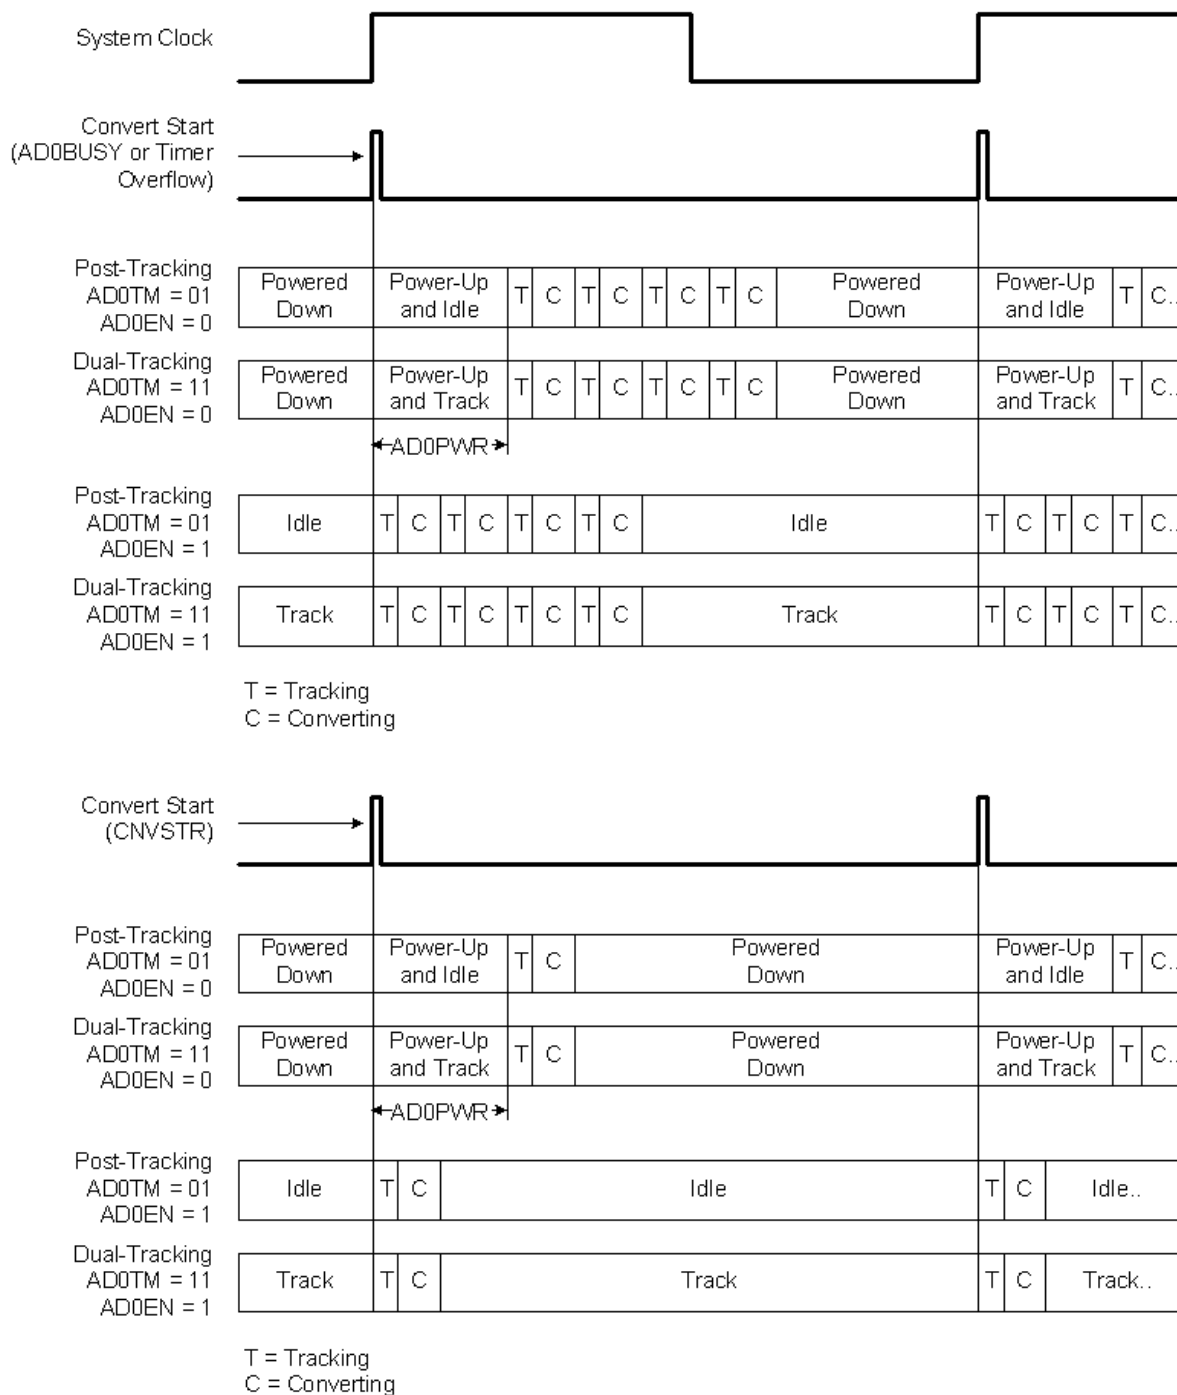 System Clock
Convert Start
(AD0BUSY or Timer
Overflow)
Post-Tracking
AD0TM = 01
AD0EN = 0
Powered
Down
Power-Up
and Idle
T C T C T C T C
Powered
Down
Power-Up
and Idle
T C..
Dual-Tracking
AD0TM = 11
AD0EN = 0
Powered
Down
Power-Up
and Track
T C T C T C T C
Powered
Down
Power-Up
and Track
T C..
AD0PWR
Post-Tracking
AD0TM = 01
AD0EN = 1
Idle T C T C T C T C Idle T C T C T C..
Dual-Tracking
AD0TM = 11
AD0EN = 1
Track T C T C T C T C Track T C T C T C..
T = Tracking
C = Converting
Convert Start
(CNVSTR)
Post-Tracking
AD0TM = 01
AD0EN = 0
Powered
Down
Power-Up
and Idle
T C
Powered
Down
Power-Up
and Idle
T C..
Dual-Tracking
AD0TM = 11
AD0EN = 0
Powered
Down
Power-Up
and Track
T C
Powered
Down
Power-Up
and Track
T C..
AD0PWR
Post-Tracking
AD0TM = 01
AD0EN = 1
Idle T C Idle T C Idle..
Dual-Tracking
AD0TM = 11
AD0EN = 1
Track T C Track T C Track..
T = Tracking
C = Converting